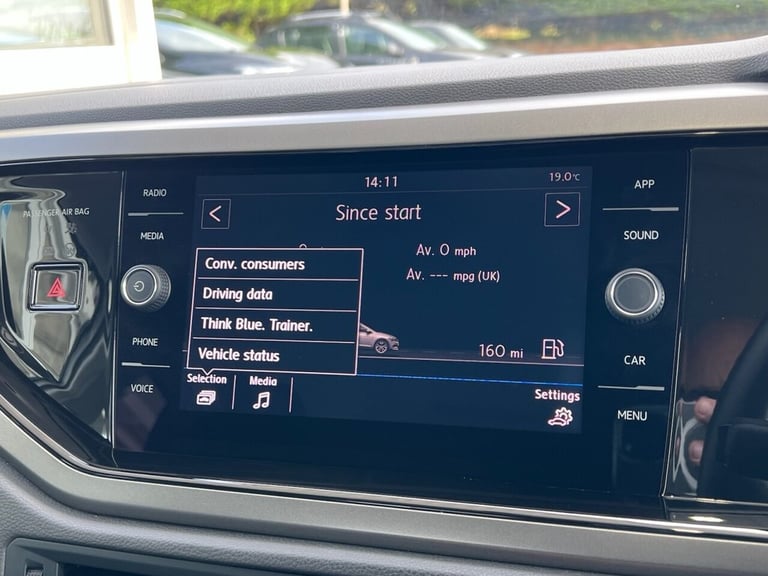 PASSENGER AIR BAG
RADIO
MEDIA
PHONE
VOICE
14:11
19.0°C
Since start
Av. 0 mph
Av. --- mpg (UK)
Conv. consumers
Driving data
Think Blue. Trainer.
Vehicle status
160 mi
Selection
Media
Settings
APP
SOUND
CAR
MENU